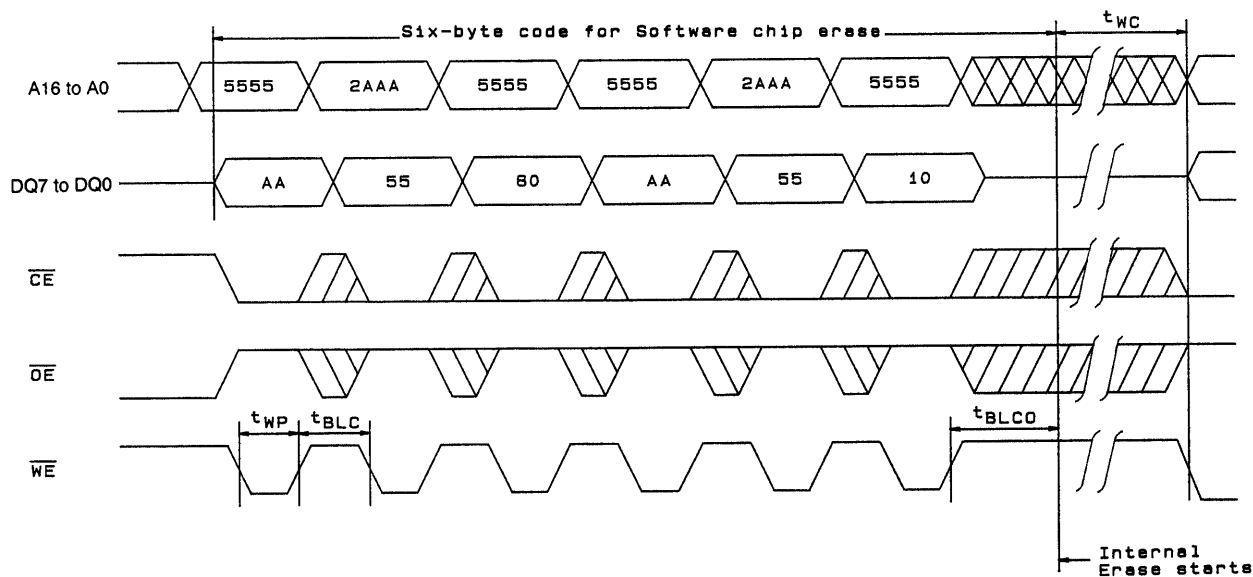 Six-byte code for Software chip erase
tWC
A16 to A0
5555 2AAA 5555 5555 2AAA 5555
DQ7 to DQ0
AA 55 80 AA 55 10
CE
OE
tWP tBLC tBLCO
WE
Internal
Erase starts